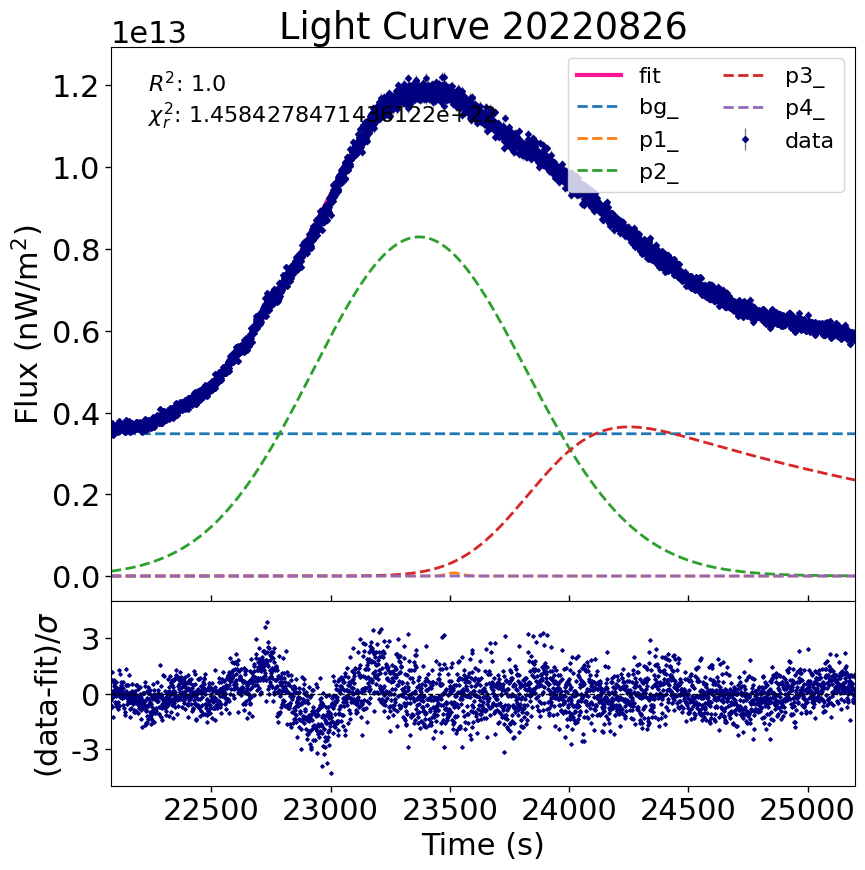 Light Curve 20220826
1e13
R²: 1.0
χ²ᵣ: 1.4584278471436122e+22
fit
bg_
p1_
p2_
p3_
p4_
data
Flux (nW/m²)
1.2
1.0
0.8
0.6
0.4
0.2
0.0
(data-fit)/σ
3
0
-3
22500 23000 23500 24000 24500 25000
Time (s)